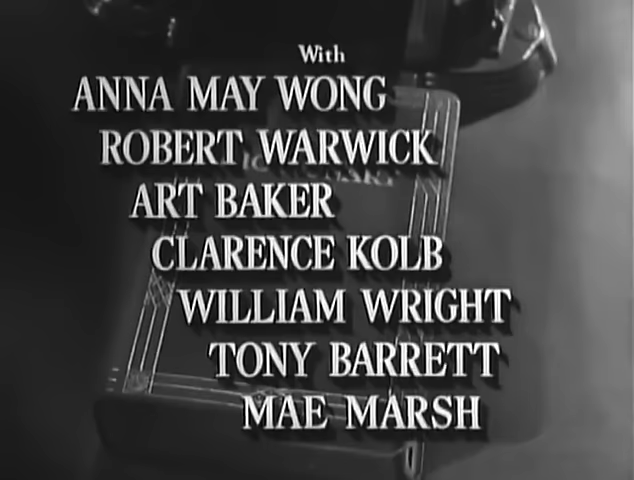 With
ANNA MAY WONG
ROBERT WARWICK
ART BAKER
CLARENCE KOLB
WILLIAM WRIGHT
TONY BARRETT
MAE MARSH